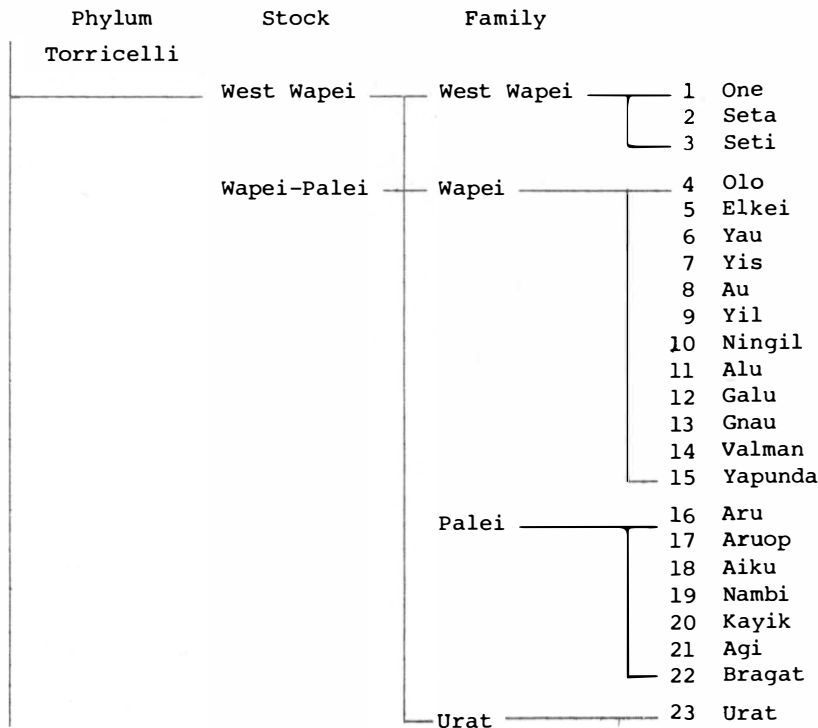 Phylum Stock Family
Torricelli
West Wapei West Wapei 1 One
2 Seta
3 Seti
Wapei-Palei Wapei 4 Olo
5 Elkei
6 Yau
7 Yis
8 Au
9 Yil
10 Ningil
11 Alu
12 Galu
13 Gnau
14 Valman
15 Yapunda
Palei 16 Aru
17 Aruop
18 Aiku
19 Nambi
20 Kayik
21 Agi
22 Bragat
Urat 23 Urat